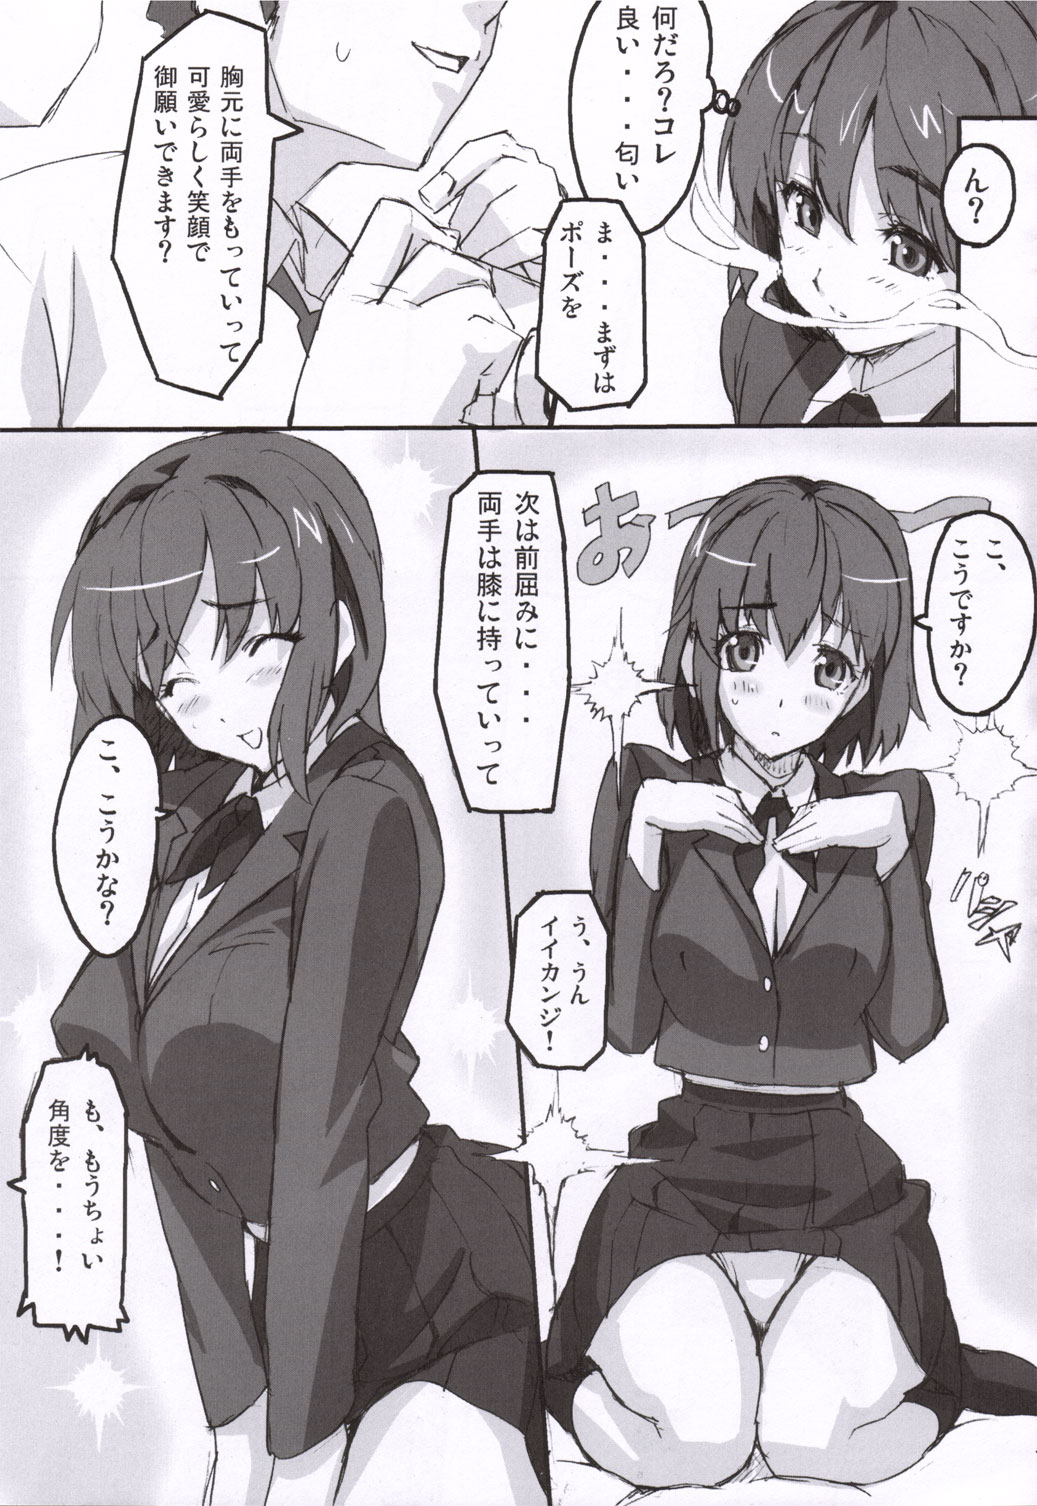 ん?
何だろ?コレ
良い・・・匂い
ま・・・まずは
ポーズを
胸元に両手をもっていって
可愛らしく笑顔で
御願いできます?
こ、
こうですか?
お
パシャ
う、うん
イイカンジ!
次は前屈みに・・・
両手は膝に持っていって
こ、こうかな?
も、もうちょい
角度を・・・!